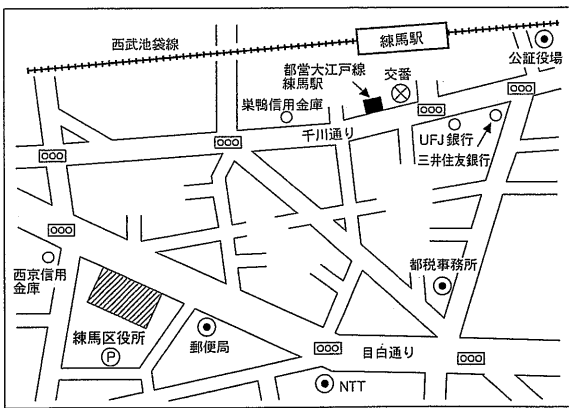 練馬駅
西武池袋線
公証役場
都営大江戸線
練馬駅
交番
巣鴨信用金庫
千川通り
UFJ銀行
三井住友銀行
西京信用
金庫
都税事務所
練馬区役所
P
郵便局
目白通り
NTT